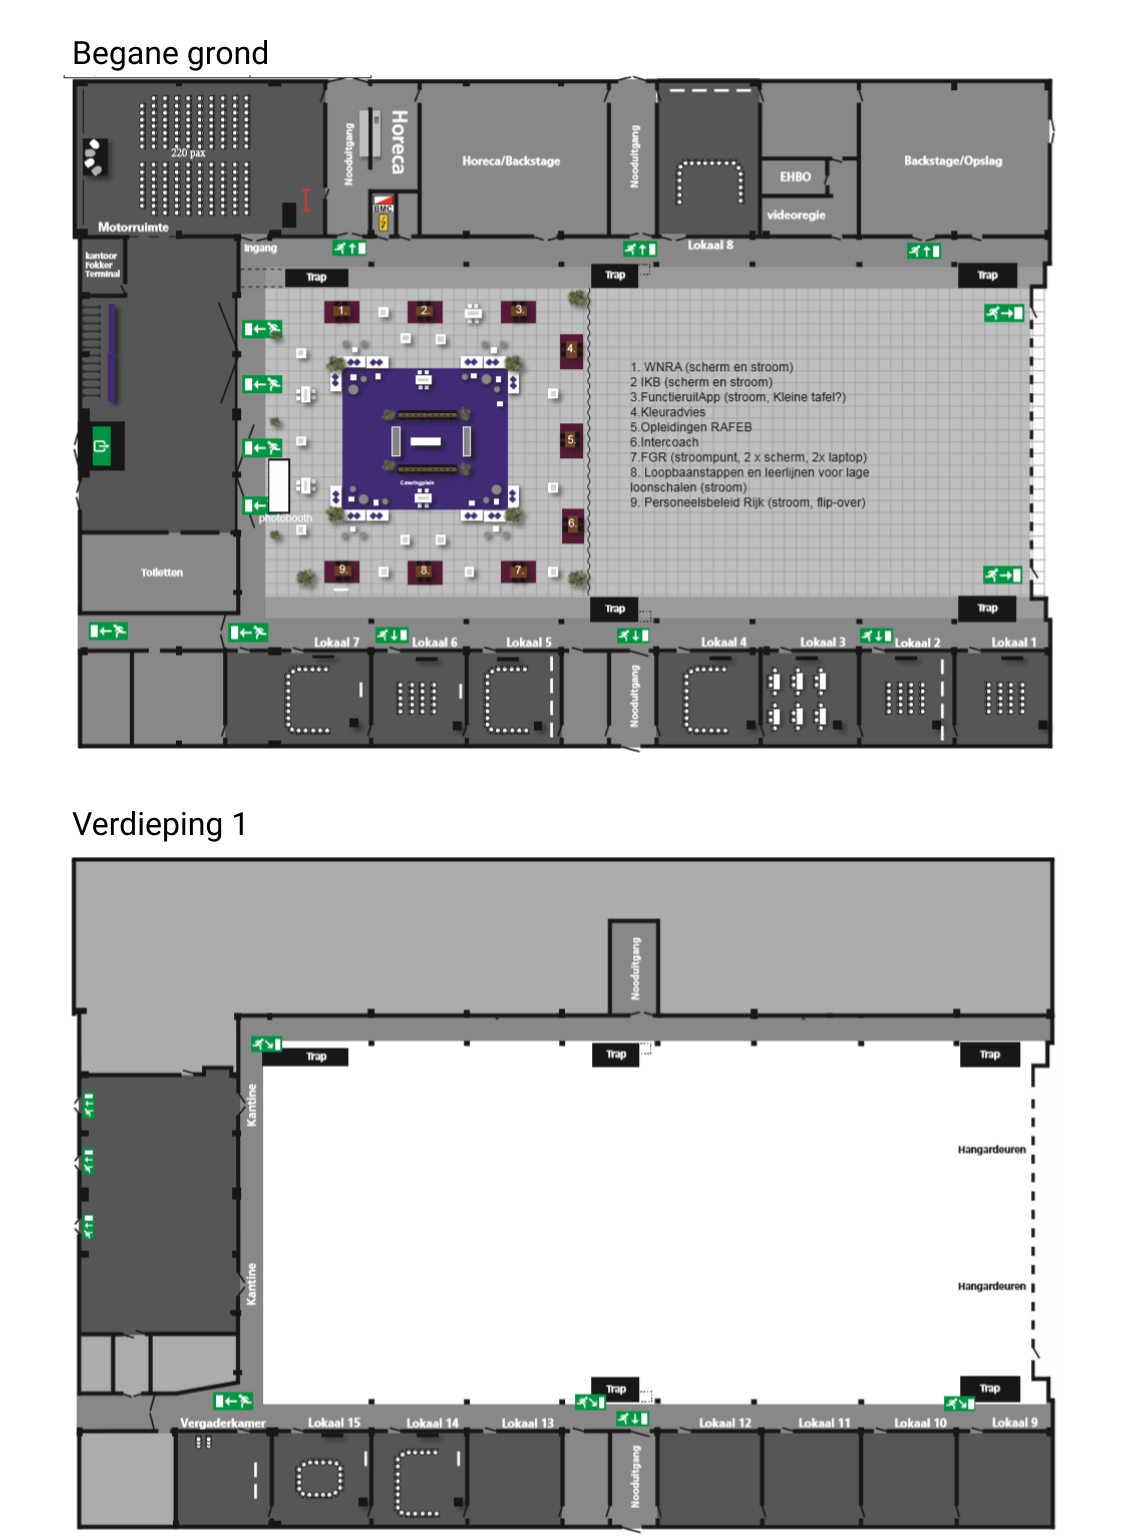 Begane grond
220 pax
Motorruimte
Nooduitgang
Horeca
BMC
Horeca/Backstage
Nooduitgang
Lokaal 8
EHBO
videoregie
Backstage/Opslag
kantoor
Fokker
Terminal
Ingang
Trap
Trap
Trap
1.
2.
3.
4.
5.
6.
7.
8.
9.
Cateringplein
photobooth
1. WNRA (scherm en stroom)
2 IKB (scherm en stroom)
3.FunctieruilApp (stroom, Kleine tafel?)
4.Kleuradvies
5.Opleidingen RAFEB
6.Intercoach
7.FGR (stroompunt, 2 x scherm, 2x laptop)
8. Loopbaanstappen en leerlijnen voor lage
loonschalen (stroom)
9. Personeelsbeleid Rijk (stroom, flip-over)
Toiletten
Trap
Trap
Lokaal 7
Lokaal 6
Lokaal 5
Nooduitgang
Lokaal 4
Lokaal 3
Lokaal 2
Lokaal 1
Verdieping 1
Nooduitgang
Trap
Trap
Trap
Kantine
Kantine
Hangardeuren
Hangardeuren
Trap
Trap
Vergaderkamer
Lokaal 15
Lokaal 14
Lokaal 13
Nooduitgang
Lokaal 12
Lokaal 11
Lokaal 10
Lokaal 9